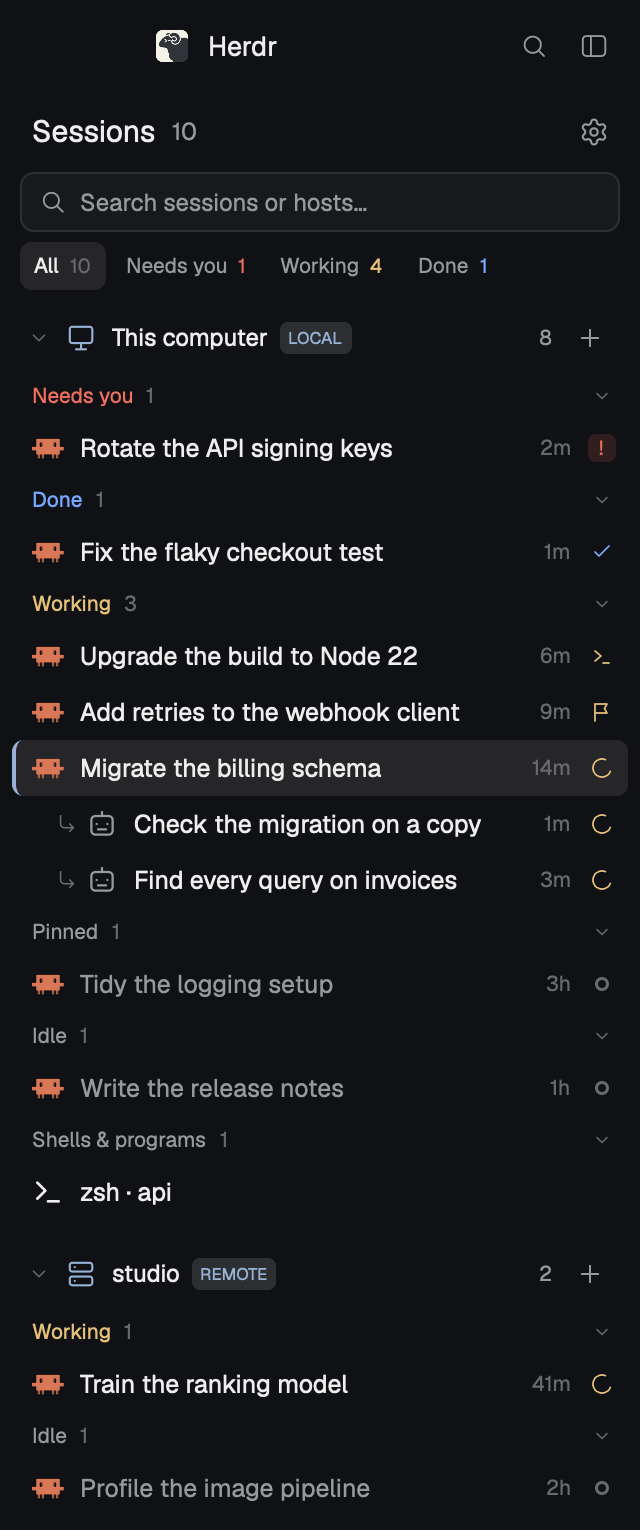 Herdr
Sessions 10
Search sessions or hosts...
All 10 Needs you 1 Working 4 Done 1
This computer LOCAL 8
Needs you 1
Rotate the API signing keys 2m !
Done 1
Fix the flaky checkout test 1m
Working 3
Upgrade the build to Node 22 6m
Add retries to the webhook client 9m
Migrate the billing schema 14m
Check the migration on a copy 1m
Find every query on invoices 3m
Pinned 1
Tidy the logging setup 3h
Idle 1
Write the release notes 1h
Shells & programs 1
zsh · api
studio REMOTE 2
Working 1
Train the ranking model 41m
Idle 1
Profile the image pipeline 2h